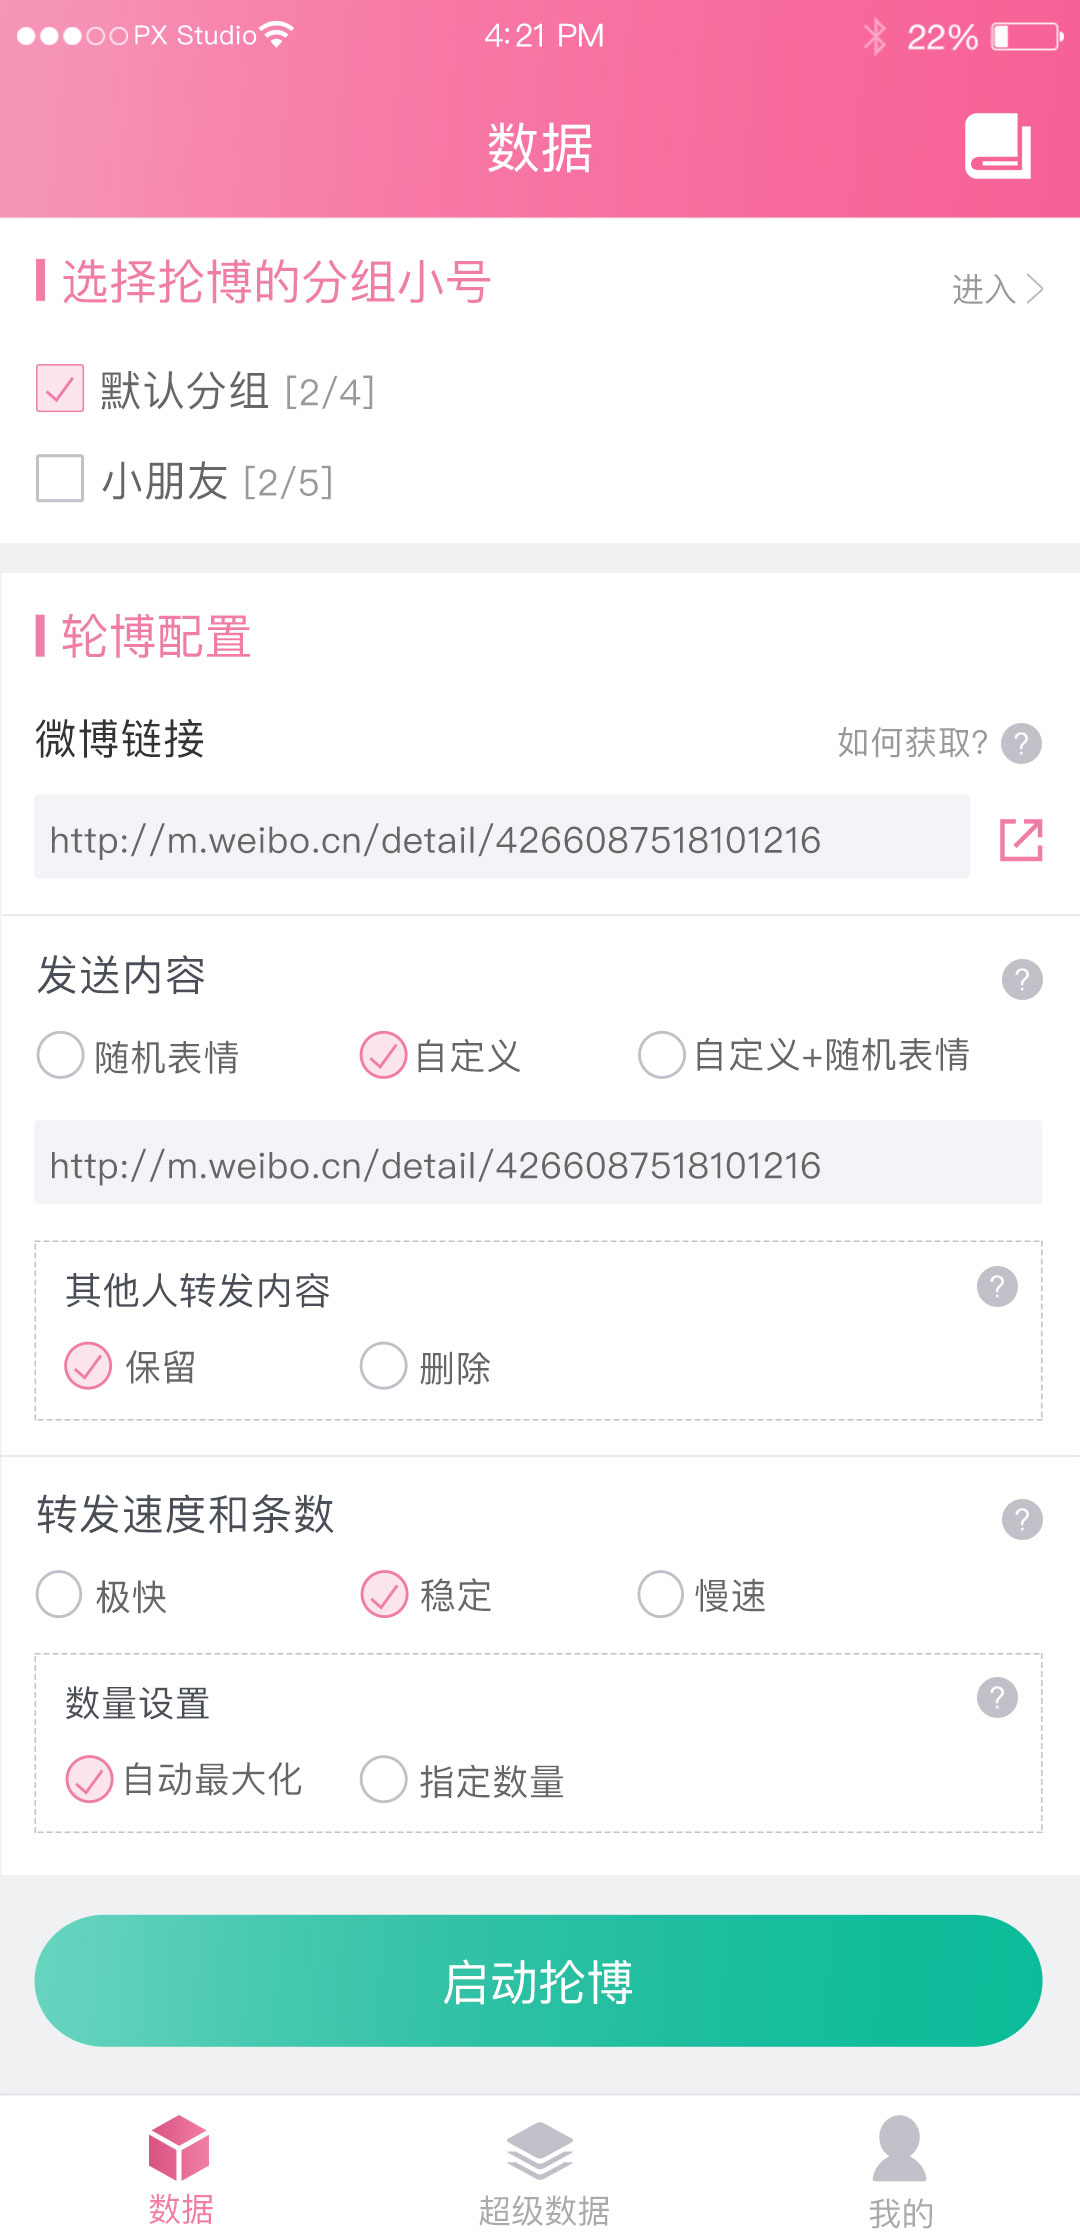 PX Studio 4:21 PM 22%
数据
选择抡博的分组小号 进入
默认分组 [2/4]
小朋友 [2/5]
轮博配置
微博链接 如何获取? ?
http://m.weibo.cn/detail/4266087518101216
发送内容 ?
随机表情 自定义 自定义+随机表情
http://m.weibo.cn/detail/4266087518101216
其他人转发内容 ?
保留 删除
转发速度和条数 ?
极快 稳定 慢速
数量设置 ?
自动最大化 指定数量
启动抡博
数据 超级数据 我的